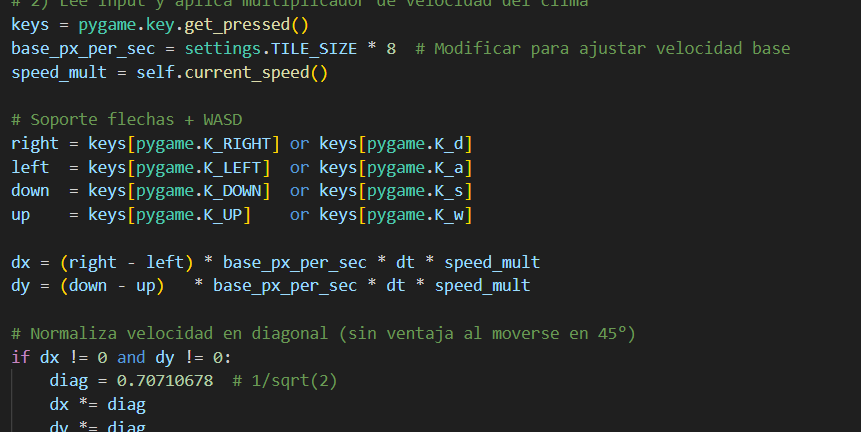 # 2) Lee input y aplica multiplicador de velocidad del clima
keys = pygame.key.get_pressed()
base_px_per_sec = settings.TILE_SIZE * 8  # Modificar para ajustar velocidad base
speed_mult = self.current_speed()

# Soporte flechas + WASD
right = keys[pygame.K_RIGHT] or keys[pygame.K_d]
left  = keys[pygame.K_LEFT]  or keys[pygame.K_a]
down  = keys[pygame.K_DOWN]  or keys[pygame.K_s]
up    = keys[pygame.K_UP]    or keys[pygame.K_w]

dx = (right - left) * base_px_per_sec * dt * speed_mult
dy = (down - up)   * base_px_per_sec * dt * speed_mult

# Normaliza velocidad en diagonal (sin ventaja al moverse en 45°)
if dx != 0 and dy != 0:
    diag = 0.70710678  # 1/sqrt(2)
    dx *= diag
    dy *= diag